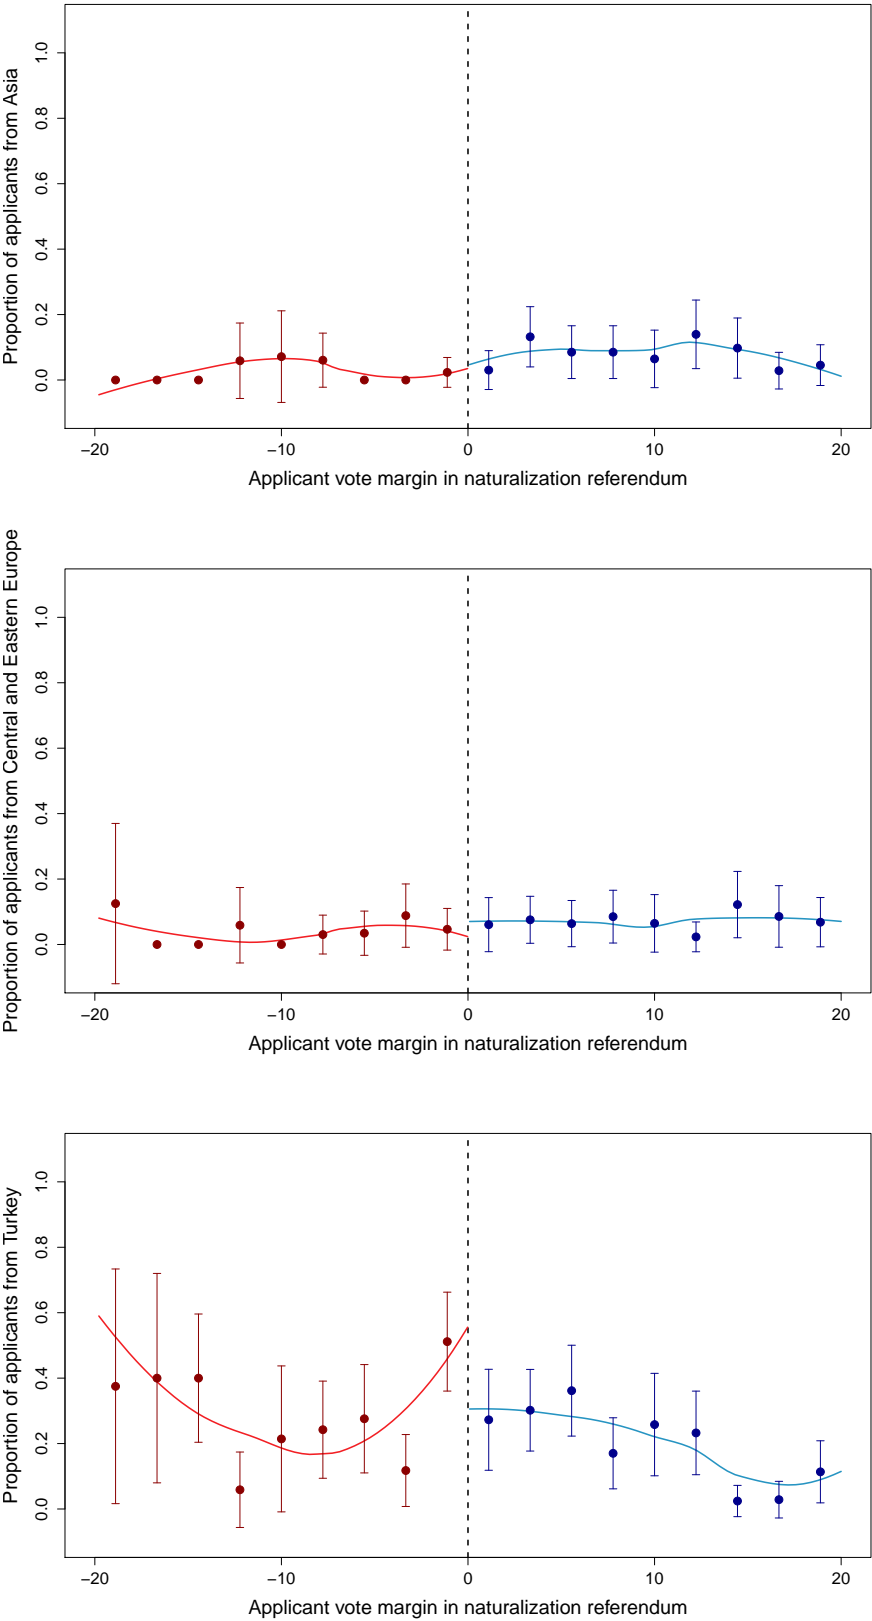 Proportion of applicants from Asia
1.0
0.8
0.6
0.4
0.2
0.0
−20 −10 0 10 20
Applicant vote margin in naturalization referendum
Proportion of applicants from Central and Eastern Europe
1.0
0.8
0.6
0.4
0.2
0.0
−20 −10 0 10 20
Applicant vote margin in naturalization referendum
Proportion of applicants from Turkey
1.0
0.8
0.6
0.4
0.2
0.0
−20 −10 0 10 20
Applicant vote margin in naturalization referendum